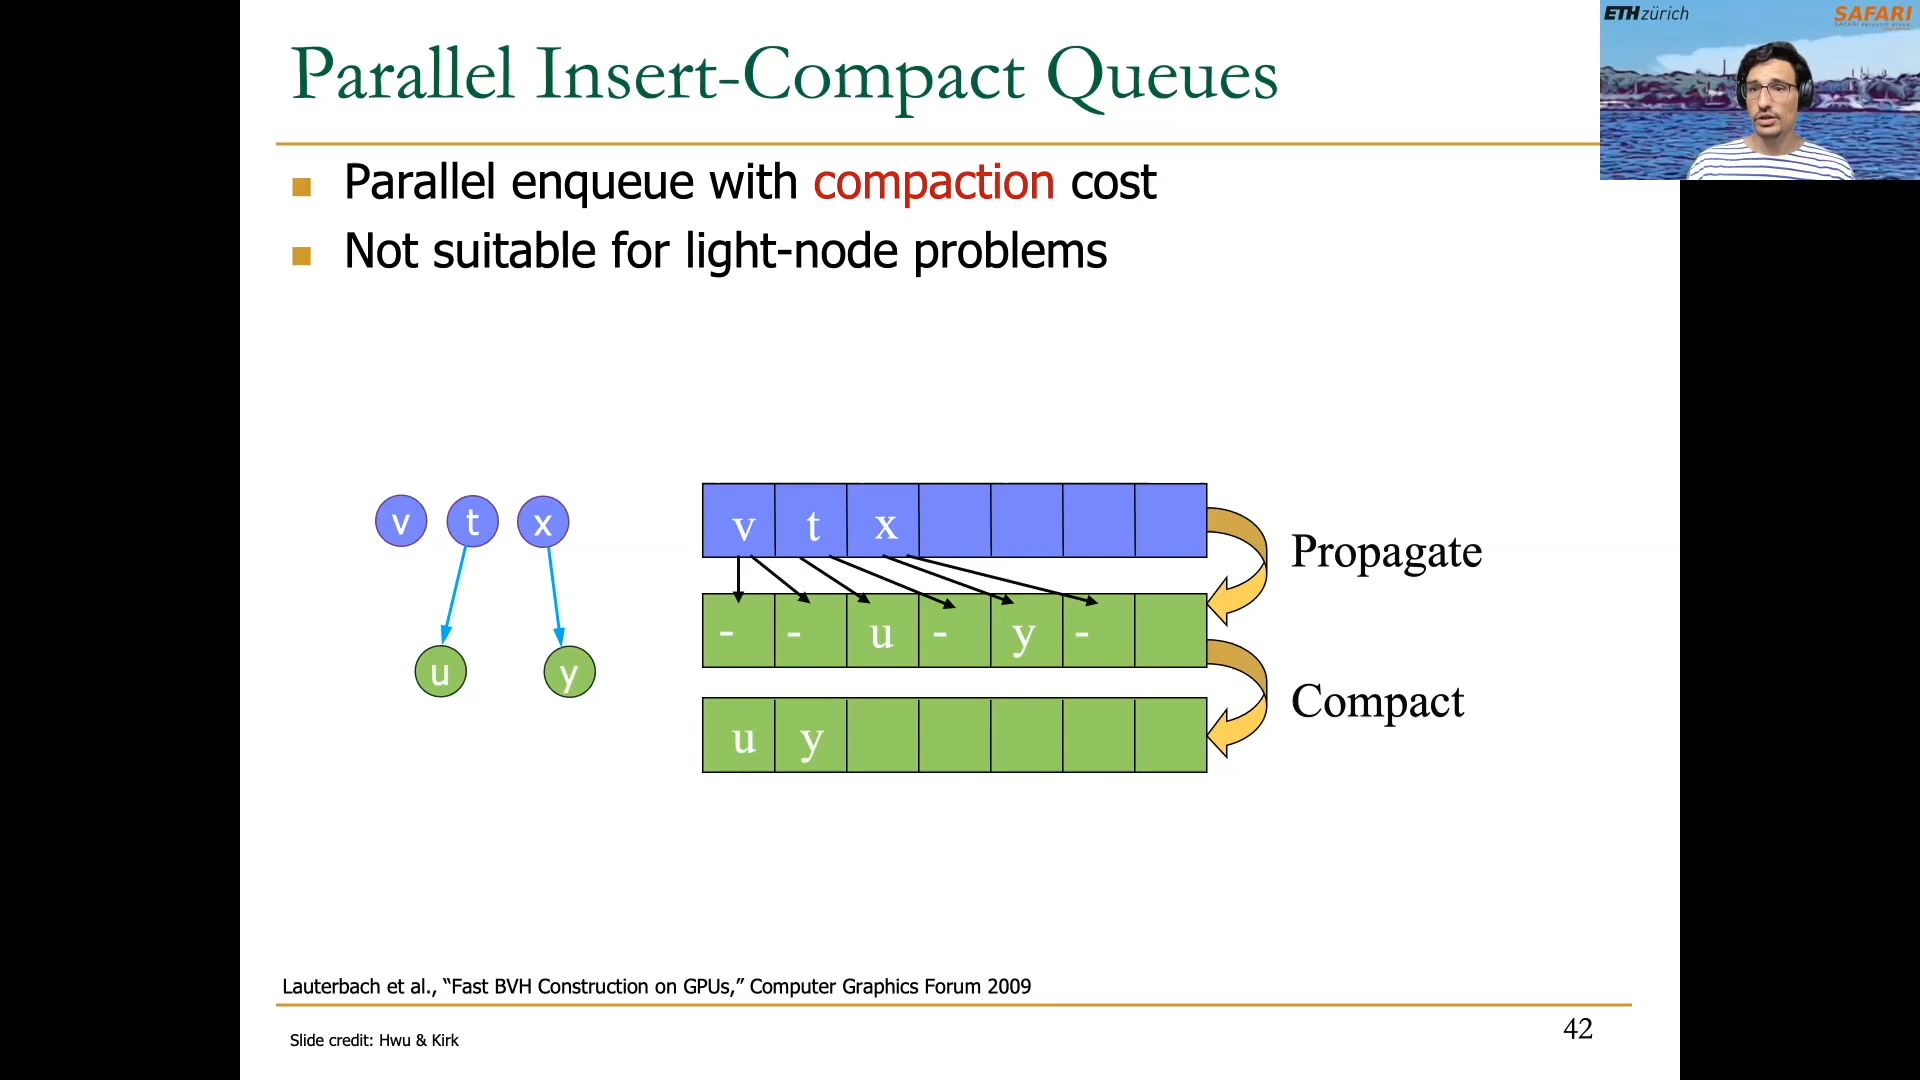 Parallel Insert-Compact Queues
ETH zürich
SAFARI
Parallel enqueue with compaction cost
Not suitable for light-node problems
v t x
u y
v t x
- - u - y -
u y
Propagate
Compact
Lauterbach et al., “Fast BVH Construction on GPUs,” Computer Graphics Forum 2009
Slide credit: Hwu & Kirk
42